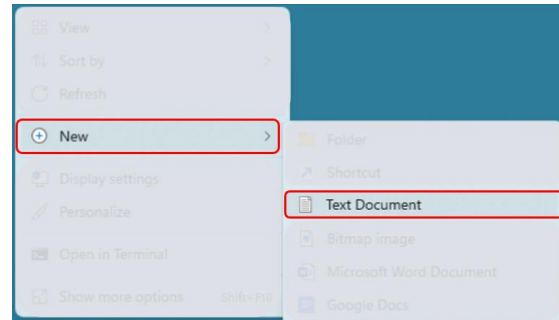 View
Sort by
Refresh
New
Display settings
Personalize
Open in Terminal
Show more options Shift+F10
Folder
Shortcut
Text Document
Bitmap image
Microsoft Word Document
Google Docs